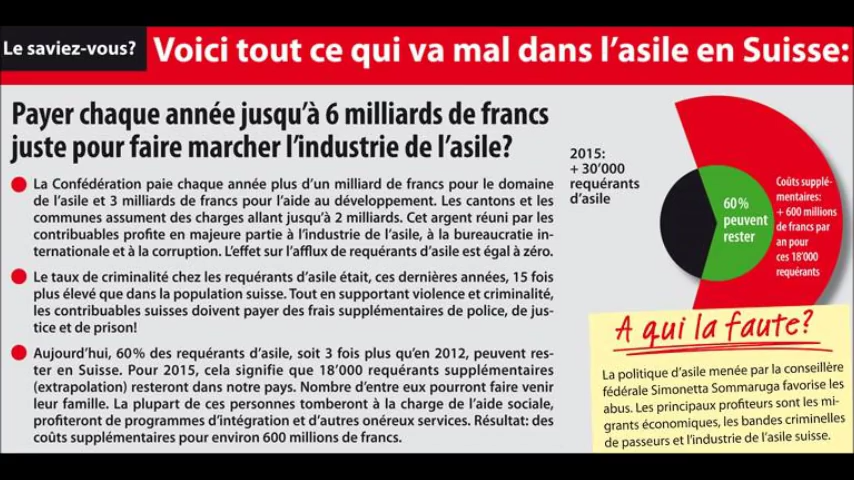 Le saviez-vous?
Voici tout ce qui va mal dans l'asile en Suisse:
Payer chaque année jusqu'à 6 milliards de francs
juste pour faire marcher l'industrie de l'asile?
La Confédération paie chaque année plus d'un milliard de francs pour le domaine
de l'asile et 3 milliards de francs pour l'aide au développement. Les cantons et les
communes assument des charges allant jusqu'à 2 milliards. Cet argent réuni par les
contribuables profite en majeure partie à l'industrie de l'asile, à la bureaucratie in-
ternationale et à la corruption. L'effet sur l'afflux de requérants d'asile est égal à zéro.
Le taux de criminalité chez les requérants d'asile était, ces dernières années, 15 fois
plus élevé que dans la population suisse. Tout en supportant violence et criminalité,
les contribuables suisses doivent payer des frais supplémentaires de police, de jus-
tice et de prison!
Aujourd'hui, 60% des requérants d'asile, soit 3 fois plus qu'en 2012, peuvent res-
ter en Suisse. Pour 2015, cela signifie que 18'000 requérants supplémentaires
(extrapolation) resteront dans notre pays. Nombre d'entre eux pourront faire venir
leur famille. La plupart de ces personnes tomberont à la charge de l'aide sociale,
profiteront de programmes d'intégration et d'autres onéreux services. Résultat: des
coûts supplémentaires pour environ 600 millions de francs.
2015:
+ 30'000
requérants
d'asile
60%
peuvent
rester
Coûts supplé-
mentaires:
+ 600 millions
de francs par
an pour
ces 18'000
requérants
A qui la faute?
La politique d'asile menée par la conseillère
fédérale Simonetta Sommaruga favorise les
abus. Les principaux profiteurs sont les mi-
grants économiques, les bandes criminelles
de passeurs et l'industrie de l'asile suisse.